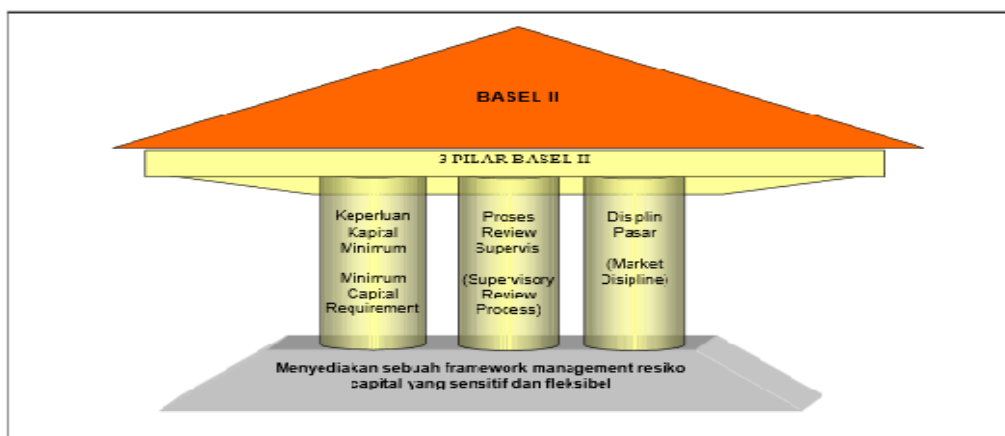 BASEL II
3 PILAR BASEL II
Keperluan
Kapital
Minimum
Minimum
Capital
Requirement
Proses
Review
Supervis
(Supervisory
Review
Process)
Displin
Pasar
(Market
Disipline)
Menyediakan sebuah framework management resiko
capital yang sensitif dan fleksibel